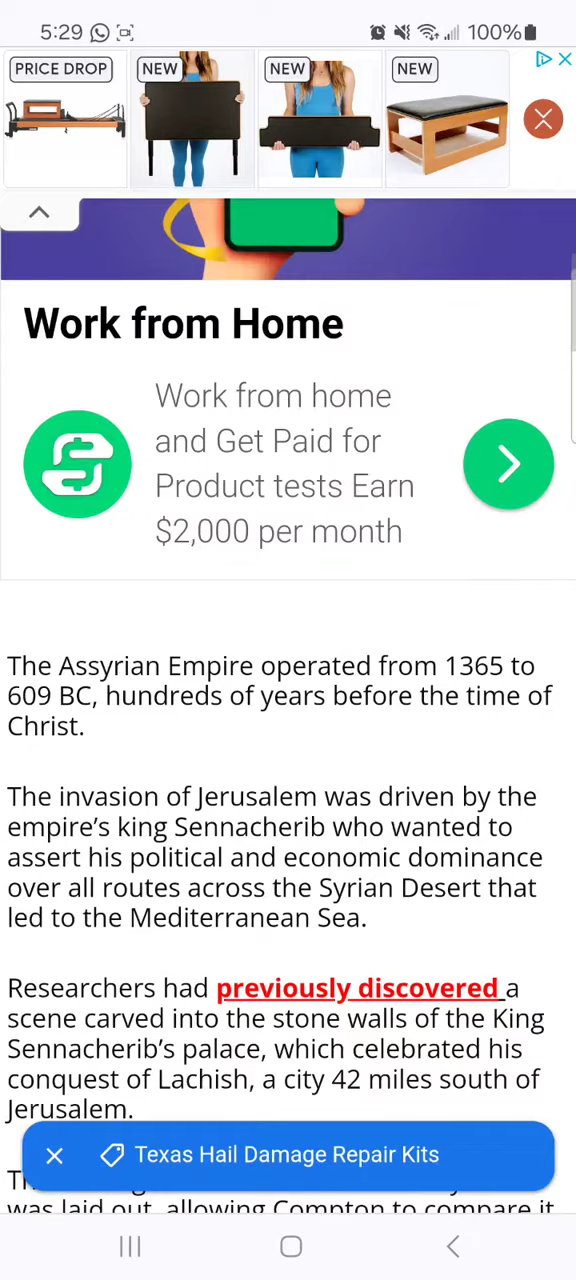 5:29
100%
PRICE DROP
NEW
NEW
NEW
Work from Home
Work from home
and Get Paid for
Product tests Earn
$2,000 per month
The Assyrian Empire operated from 1365 to
609 BC, hundreds of years before the time of
Christ.
The invasion of Jerusalem was driven by the
empire’s king Sennacherib who wanted to
assert his political and economic dominance
over all routes across the Syrian Desert that
led to the Mediterranean Sea.
Researchers had previously discovered a
scene carved into the stone walls of the King
Sennacherib’s palace, which celebrated his
conquest of Lachish, a city 42 miles south of
Jerusalem.
Texas Hail Damage Repair Kits
was laid out, allowing Compton to compare it